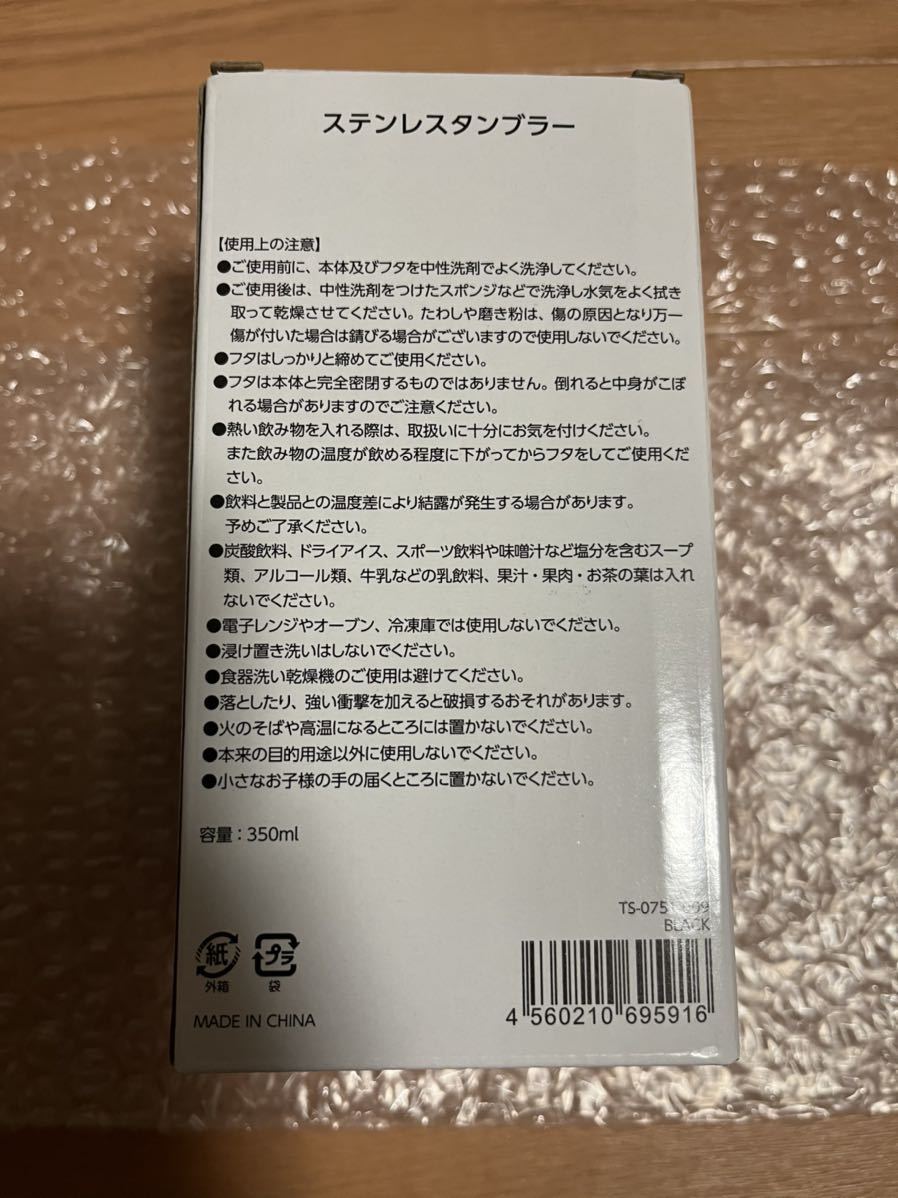 ステンレスタンブラー
【使用上の注意】
●ご使用前に、本体及びフタを中性洗剤でよく洗浄してください。
●ご使用後は、中性洗剤をつけたスポンジなどで洗浄し水気をよく拭き
取って乾燥させてください。たわしや磨き粉は、傷の原因となり万一
傷が付いた場合は錆びる場合がございますので使用しないでください。
●フタはしっかりと締めてご使用ください。
●フタは本体と完全密閉するものではありません。倒れると中身がこぼ
れる場合がありますのでご注意ください。
●熱い飲み物を入れる際は、取扱いに十分にお気を付けください。
また飲み物の温度が飲める程度に下がってからフタをしてご使用くだ
さい。
●飲料と製品との温度差により結露が発生する場合があります。
予めご了承ください。
●炭酸飲料、ドライアイス、スポーツ飲料や味噌汁など塩分を含むスープ
類、アルコール類、牛乳などの乳飲料、果汁・果肉・お茶の葉は入れ
ないでください。
●電子レンジやオーブン、冷凍庫では使用しないでください。
●浸け置き洗いはしないでください。
●食器洗い乾燥機のご使用は避けてください。
●落としたり、強い衝撃を加えると破損するおそれがあります。
●火のそばや高温になるところには置かないでください。
●本来の目的用途以外に使用しないでください。
●小さなお子様の手の届くところに置かないでください。
容量：350ml
BLACK
紙 プラ
外箱 袋
MADE IN CHINA
4 560210 695916